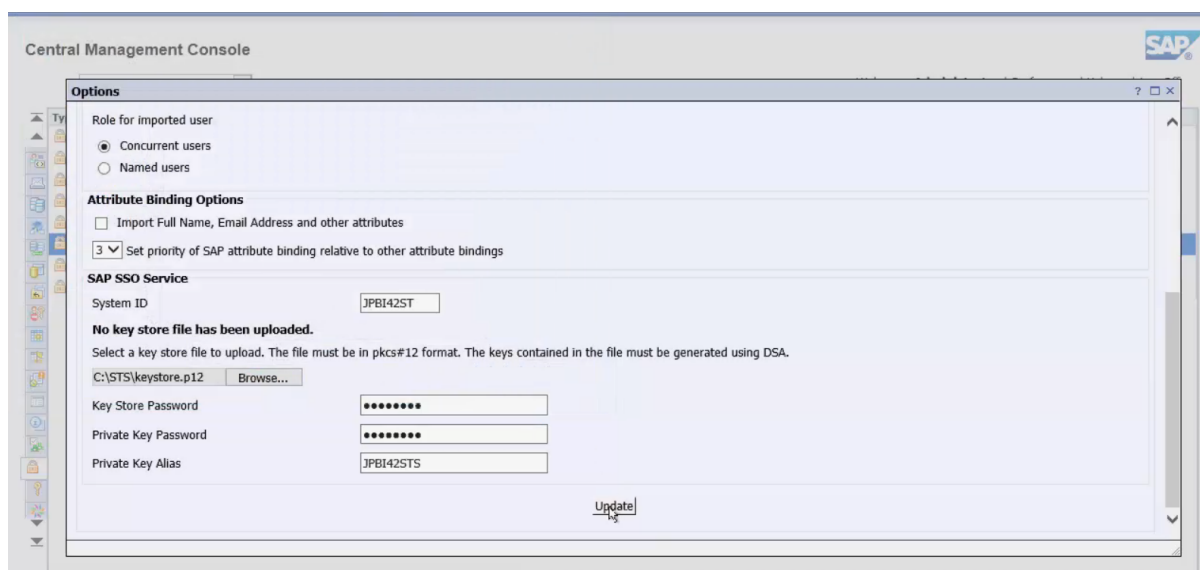 Central Management Console
SAP
Options
? □ ×
Ty
Role for imported user
Concurrent users
Named users
Attribute Binding Options
Import Full Name, Email Address and other attributes
3 Set priority of SAP attribute binding relative to other attribute bindings
SAP SSO Service
System ID JPBI42ST
No key store file has been uploaded.
Select a key store file to upload. The file must be in pkcs#12 format. The keys contained in the file must be generated using DSA.
C:\STS\keystore.p12 Browse...
Key Store Password ••••••••
Private Key Password ••••••••
Private Key Alias JPBI42STS
Update